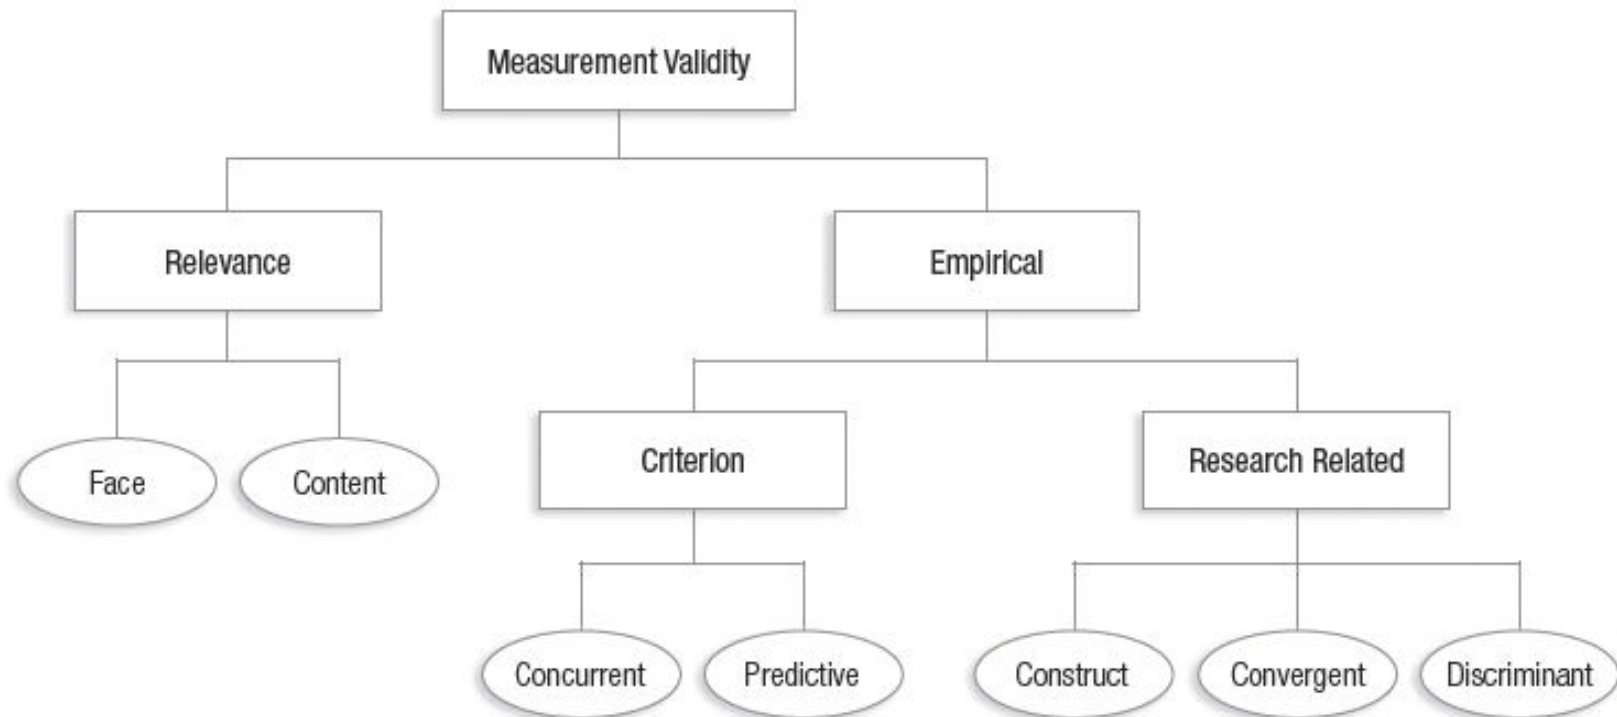 Measurement Validity
Relevance
Empirical
Face
Content
Criterion
Research Related
Concurrent
Predictive
Construct
Convergent
Discriminant